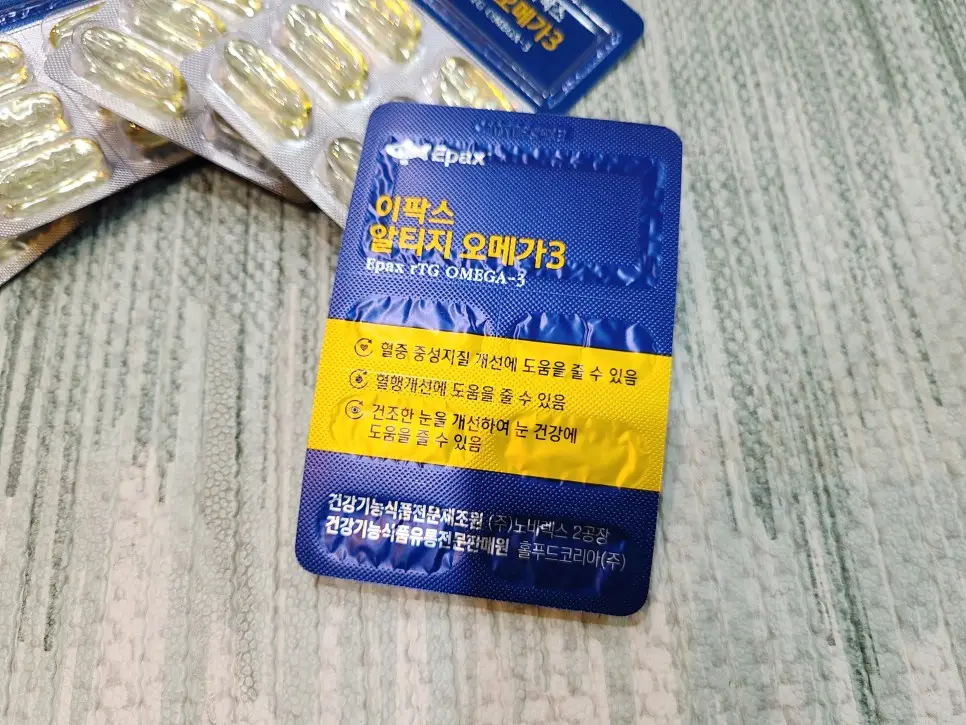 오메가3
Epax
이팍스
알티지 오메가3
Epax rTG OMEGA-3
혈중 중성지질 개선에 도움을 줄 수 있음
혈행개선에 도움을 줄 수 있음
건조한 눈을 개선하여 눈 건강에
도움을 줄 수 있음
건강기능식품전문제조원 (주)노바렉스 2공장
건강기능식품유통전문판매원 홀푸드코리아(주)